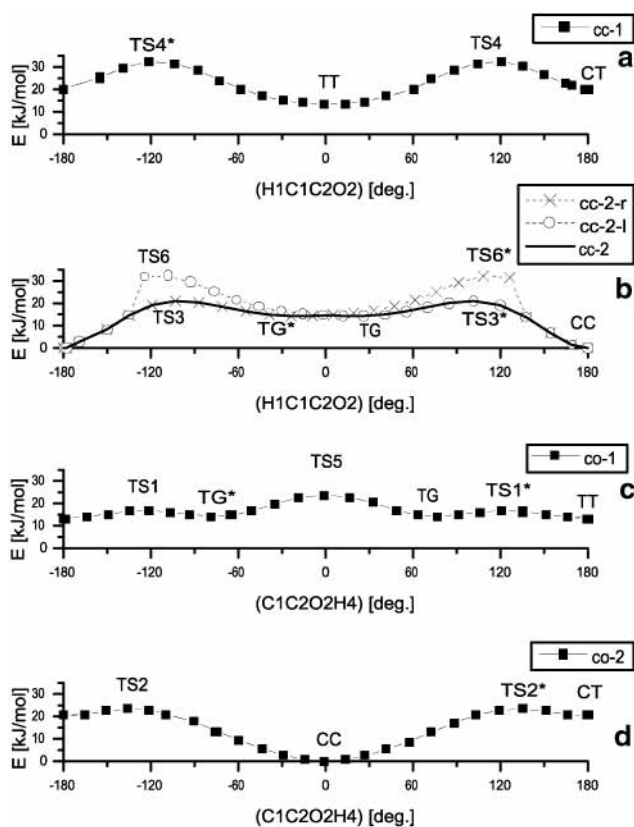 cc-1
a
TS4* TS4
TT CT
E [kJ/mol]
30
20
10
0
-180 -120 -60 0 60 120 180
(H1C1C2O2) [deg.]
cc-2-r
cc-2-l
cc-2
b
TS6 TS6*
TS3 TG* TG TS3* CC
E [kJ/mol]
30
20
10
0
-180 -120 -60 0 60 120 180
(H1C1C2O2) [deg.]
co-1
c
TS5
TS1 TG* TG TS1* TT
E [kJ/mol]
30
20
10
0
-180 -120 -60 0 60 120 180
(C1C2O2H4) [deg.]
co-2
d
TS2 TS2* CT
CC
E [kJ/mol]
30
20
10
0
-180 -120 -60 0 60 120 180
(C1C2O2H4) [deg.]